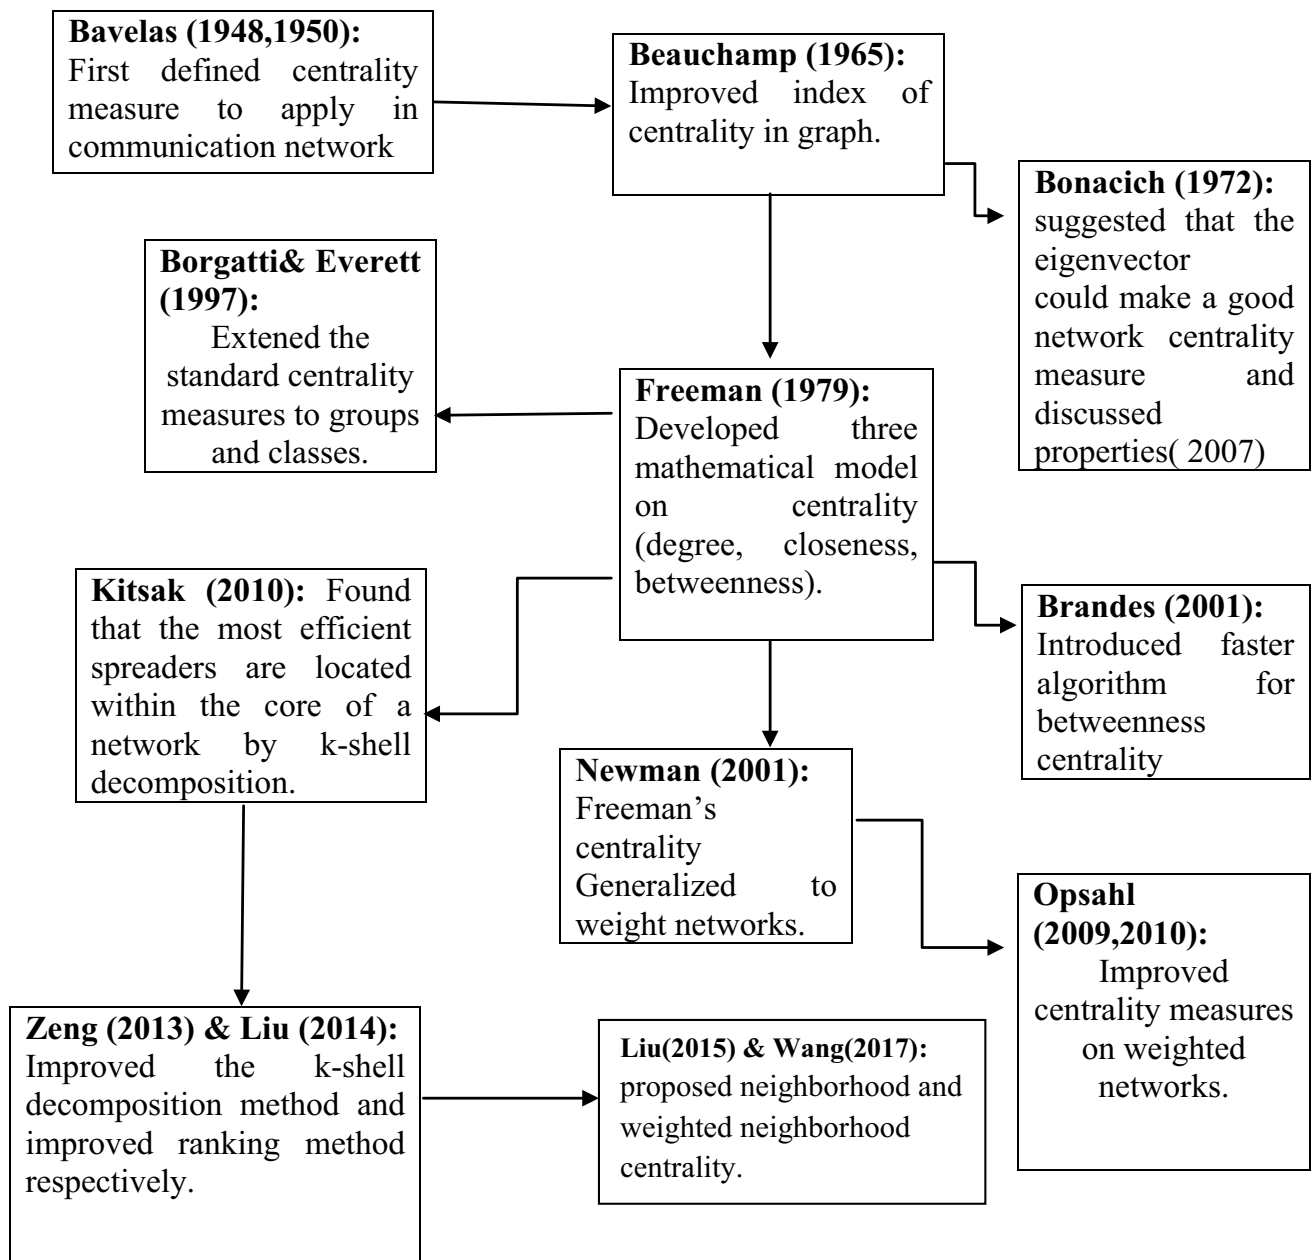 Bavelas (1948,1950):
First defined centrality
measure to apply in
communication network
Beauchamp (1965):
Improved index of
centrality in graph.
Bonacich (1972):
suggested that the
eigenvector
could make a good
network centrality
measure and
discussed
properties( 2007)
Borgatti& Everett
(1997):
Extened the
standard centrality
measures to groups
and classes.
Freeman (1979):
Developed three
mathematical model
on centrality
(degree, closeness,
betweenness).
Kitsak (2010): Found
that the most efficient
spreaders are located
within the core of a
network by k-shell
decomposition.
Brandes (2001):
Introduced faster
algorithm for
betweenness
centrality
Newman (2001):
Freeman’s
centrality
Generalized to
weight networks.
Opsahl
(2009,2010):
Improved
centrality measures
on weighted
networks.
Zeng (2013) & Liu (2014):
Improved the k-shell
decomposition method and
improved ranking method
respectively.
Liu(2015) & Wang(2017):
proposed neighborhood and
weighted neighborhood
centrality.